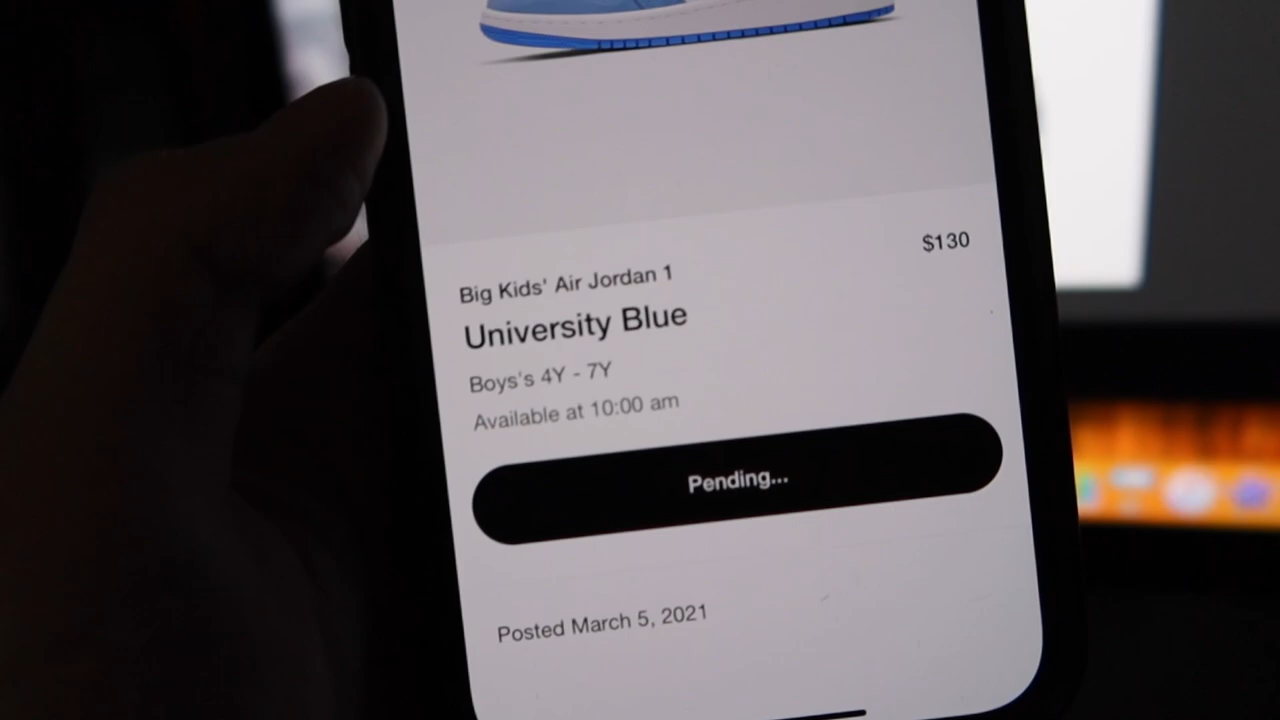 $130
Big Kids' Air Jordan 1
University Blue
Boys's 4Y - 7Y
Available at 10:00 am
Pending...
Posted March 5, 2021